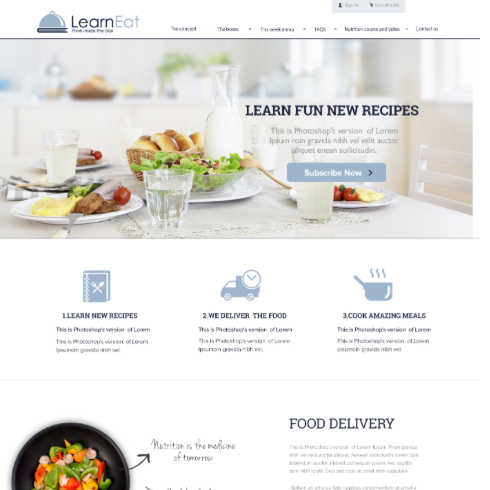 Sign in
LearnEat
Think inside the box
The concept
The boxes
This week menu
FAQS
Nutrition course and video
Contact us
LEARN FUN NEW RECIPES
This is Photoshop's version of Lorem
Ipsum roin gravida nibh vel velit auctor
aliquet enean sollicitudin.
Subscribe Now
1.LEARN NEW RECIPES
This is Photoshop's version of Lorem
This is Photoshop's version of Lorem
Ipsumroin gravida nibh vel.
2.WE DELIVER THE FOOD
This is Photoshop's version of Lorem
This is Photoshop's version of Lorem
Ipsumroin gravida nibh vel.
3.COOK AMAZING MEALS
This is Photoshop's version of Lorem
This is Photoshop's version of Lorem
Ipsumroin gravida nibh vel.
Nutrition is the medicine
of tomorrow
FOOD DELIVERY
This is Photoshop's version of Lorem Ipsum. Proin gravida
nibh vel velit auctor aliquet. Aenean sollicitudin, lorem quis
bibendum auctor, nisi elit consequat ipsum, nec sagittis
sem nibh id elit. Duis sed odio sit amet nibh vulputate